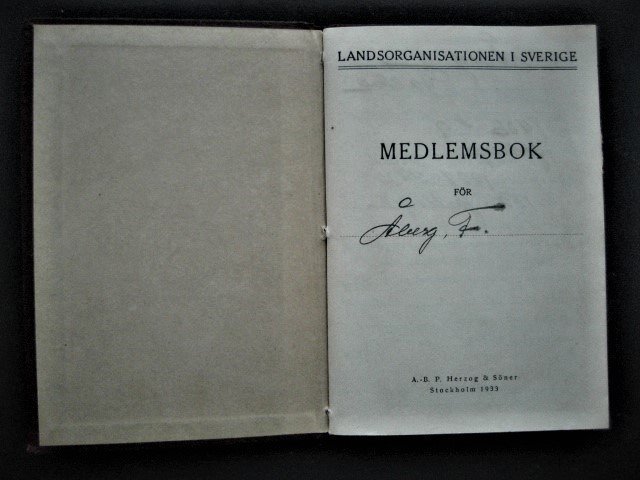 LANDSORGANISATIONEN I SVERIGE
MEDLEMSBOK
FÖR
Åberg, F.
A.-B. P. Herzog & Söner
Stockholm 1933